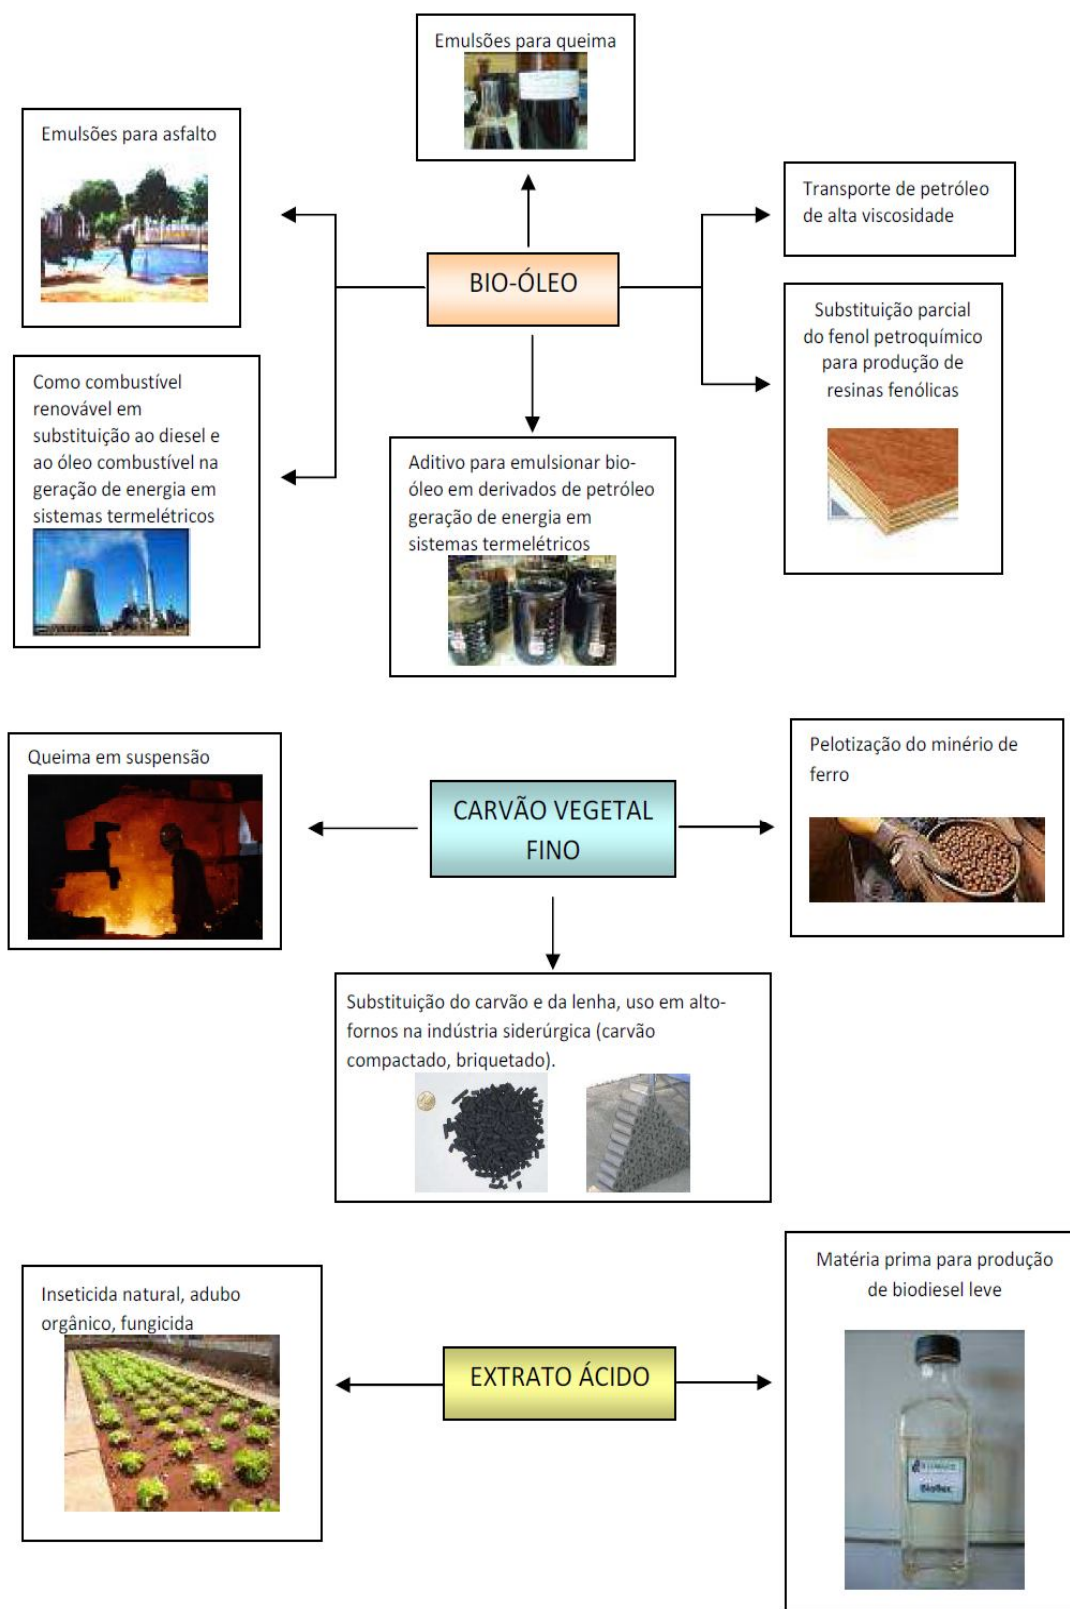 Emulsões para queima
Emulsões para asfalto
Transporte de petróleo
de alta viscosidade
BIO-ÓLEO
Substituição parcial
do fenol petroquímico
para produção de
resinas fenólicas
Como combustível
renovável em
substituição ao diesel e
ao óleo combustível na
geração de energia em
sistemas termelétricos
Aditivo para emulsionar bio-
óleo em derivados de petróleo
geração de energia em
sistemas termelétricos
Queima em suspensão
CARVÃO VEGETAL
FINO
Pelotização do minério de
ferro
Substituição do carvão e da lenha, uso em alto-
fornos na indústria siderúrgica (carvão
compactado, briquetado).
Inseticida natural, adubo
orgânico, fungicida
EXTRATO ÁCIDO
Matéria prima para produção
de biodiesel leve
Bioflex